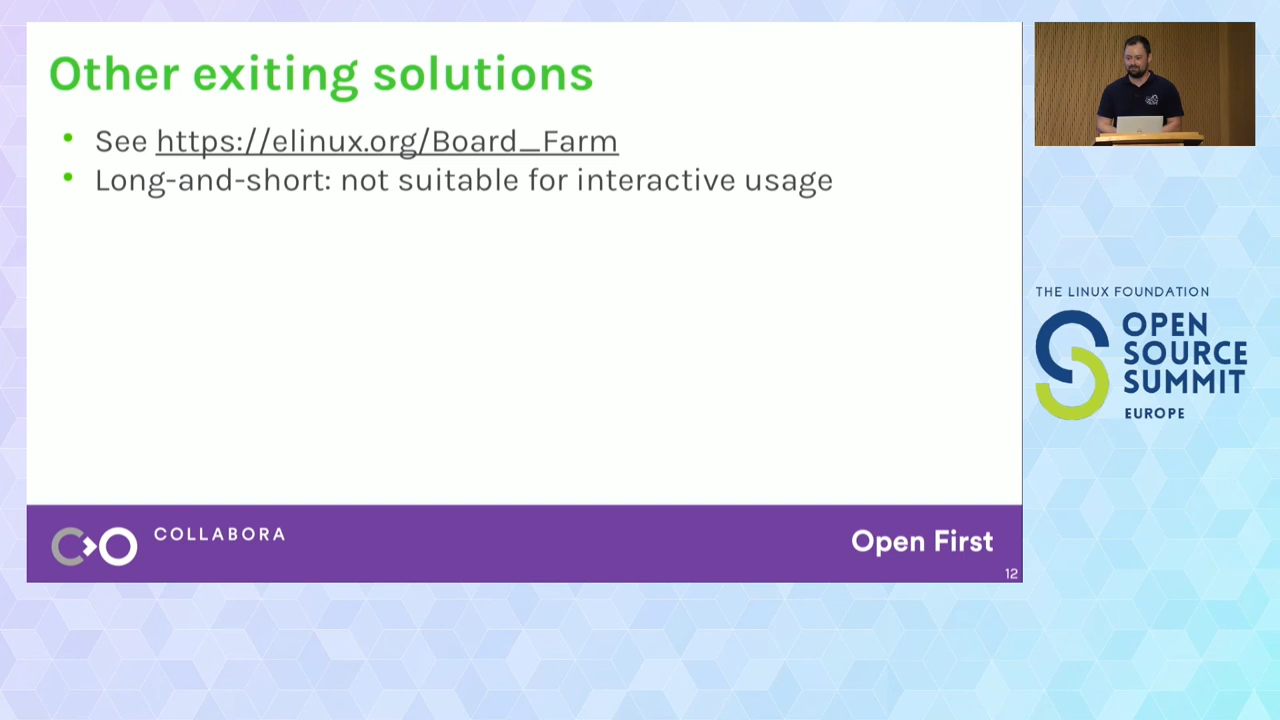 Other exiting solutions
See https://elinux.org/Board_Farm
Long-and-short: not suitable for interactive usage
COLLABORA
Open First
12
THE LINUX FOUNDATION
OPEN
SOURCE
SUMMIT
EUROPE